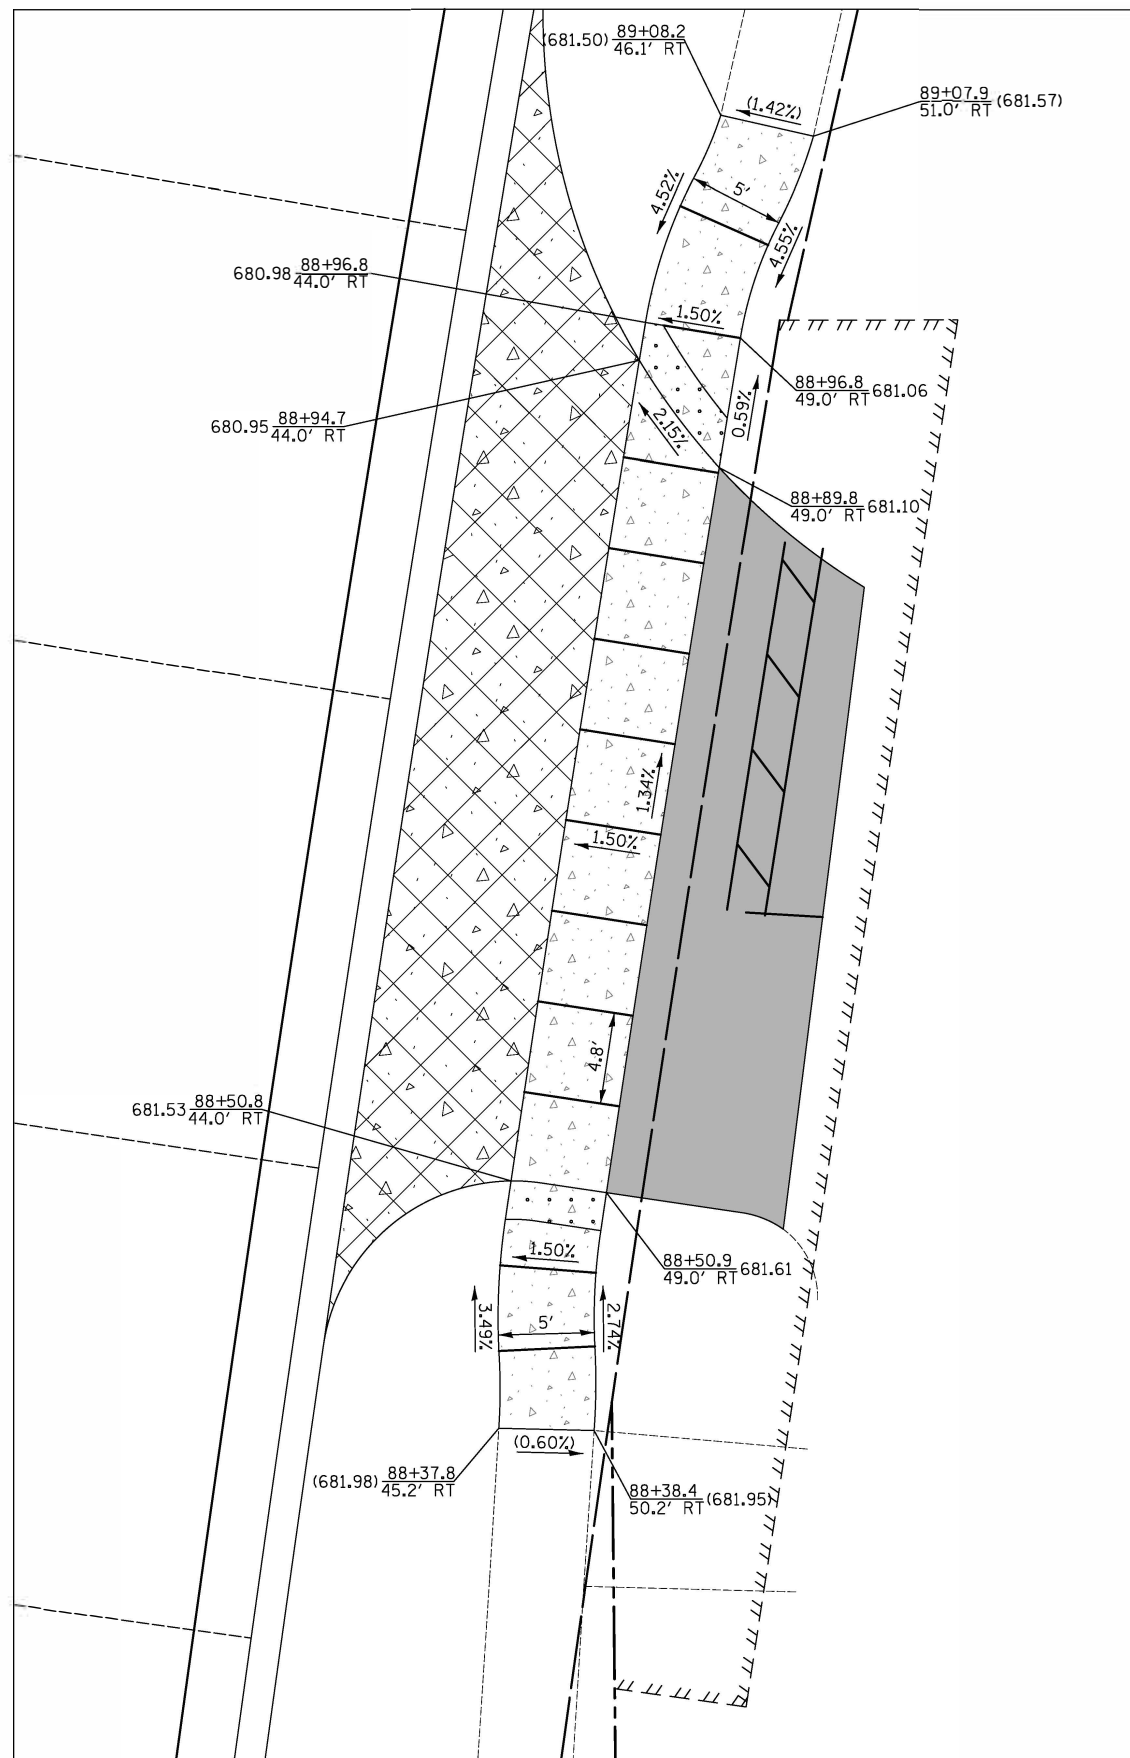 (681.50) 89+08.2
46.1' RT
(1.42%)
89+07.9 (681.57)
51.0' RT
4.52%
5'
4.55%
680.98 88+96.8
44.0' RT
1.50%
88+96.8 681.06
49.0' RT
0.59%
680.95 88+94.7
44.0' RT
2.15%
88+89.8 681.10
49.0' RT
1.34%
1.50%
4.8'
681.53 88+50.8
44.0' RT
1.50%
88+50.9 681.61
49.0' RT
3.49%
5'
2.74%
(0.60%)
(681.98) 88+37.8
45.2' RT
88+38.4 (681.95)
50.2' RT